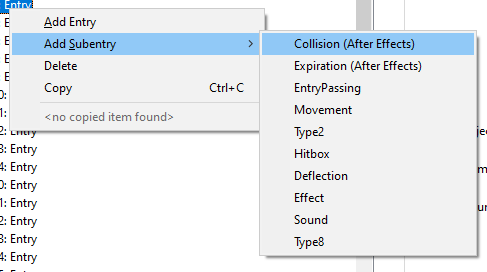 : Entry
Add Entry
Add Subentry
Delete
Copy Ctrl+C
<no copied item found>
Collision (After Effects)
Expiration (After Effects)
EntryPassing
Movement
Type2
Hitbox
Deflection
Effect
Sound
Type8
0:
1:
2: Entry
3: Entry
4: Entry
0: Entry
1: Entry
2: Entry
3: Entry
4: Entry